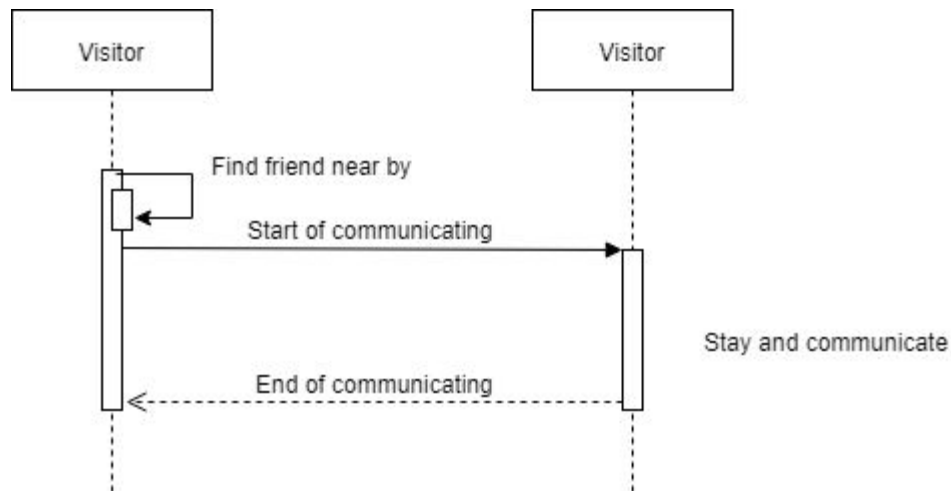 Visitor
Visitor
Find friend near by
Start of communicating
Stay and communicate
End of communicating